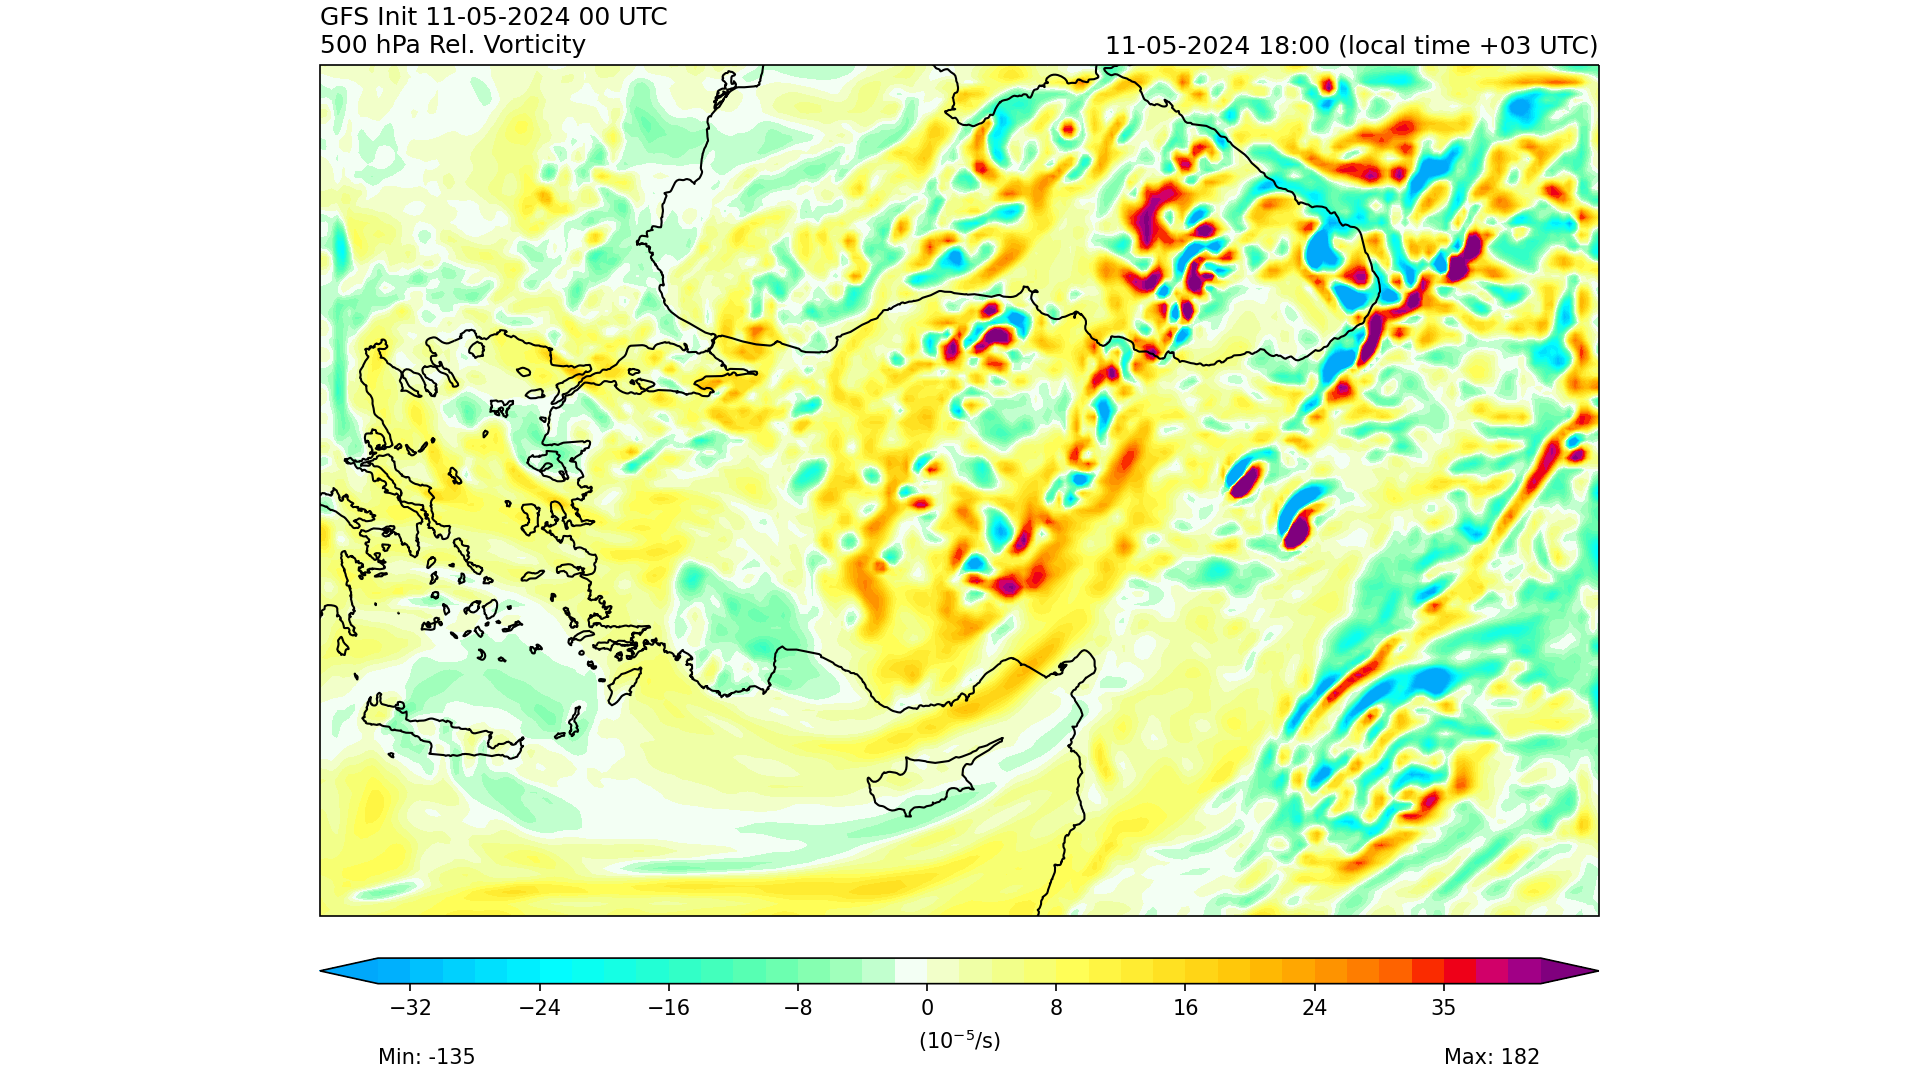 GFS Init 11-05-2024 00 UTC
500 hPa Rel. Vorticity
11-05-2024 18:00 (local time +03 UTC)
−32 −24 −16 −8 0 8 16 24 35
(10⁻⁵/s)
Min: -135
Max: 182